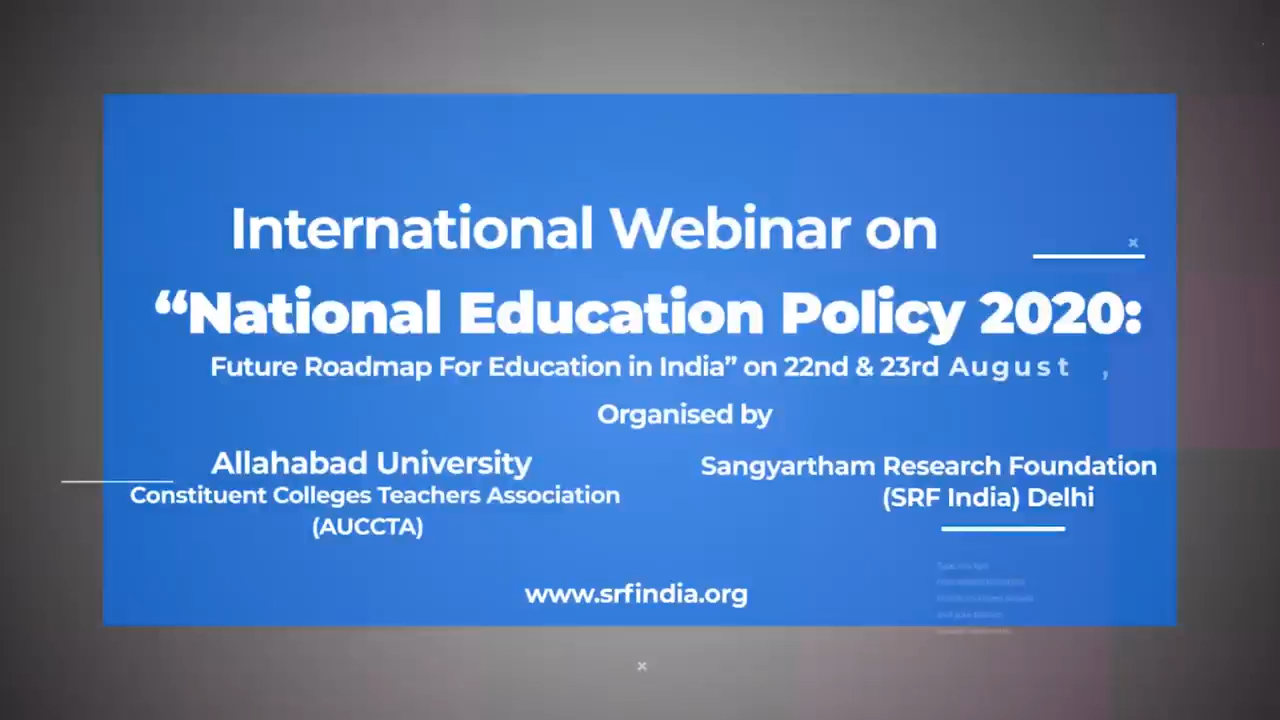 International Webinar on
“National Education Policy 2020:
Future Roadmap For Education in India” on 22nd & 23rd August ,
Organised by
Allahabad University
Constituent Colleges Teachers Association
(AUCCTA)
Sangyartham Research Foundation
(SRF India) Delhi
www.srfindia.org